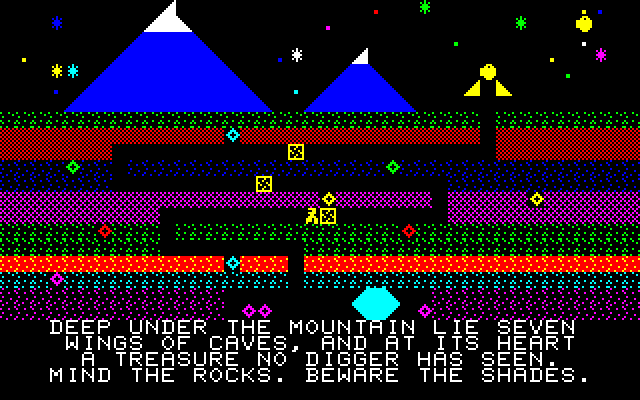 DEEP UNDER THE MOUNTAIN LIE SEVEN
WINGS OF CAVES, AND AT ITS HEART
A TREASURE NO DIGGER HAS SEEN.
MIND THE ROCKS. BEWARE THE SHADES.